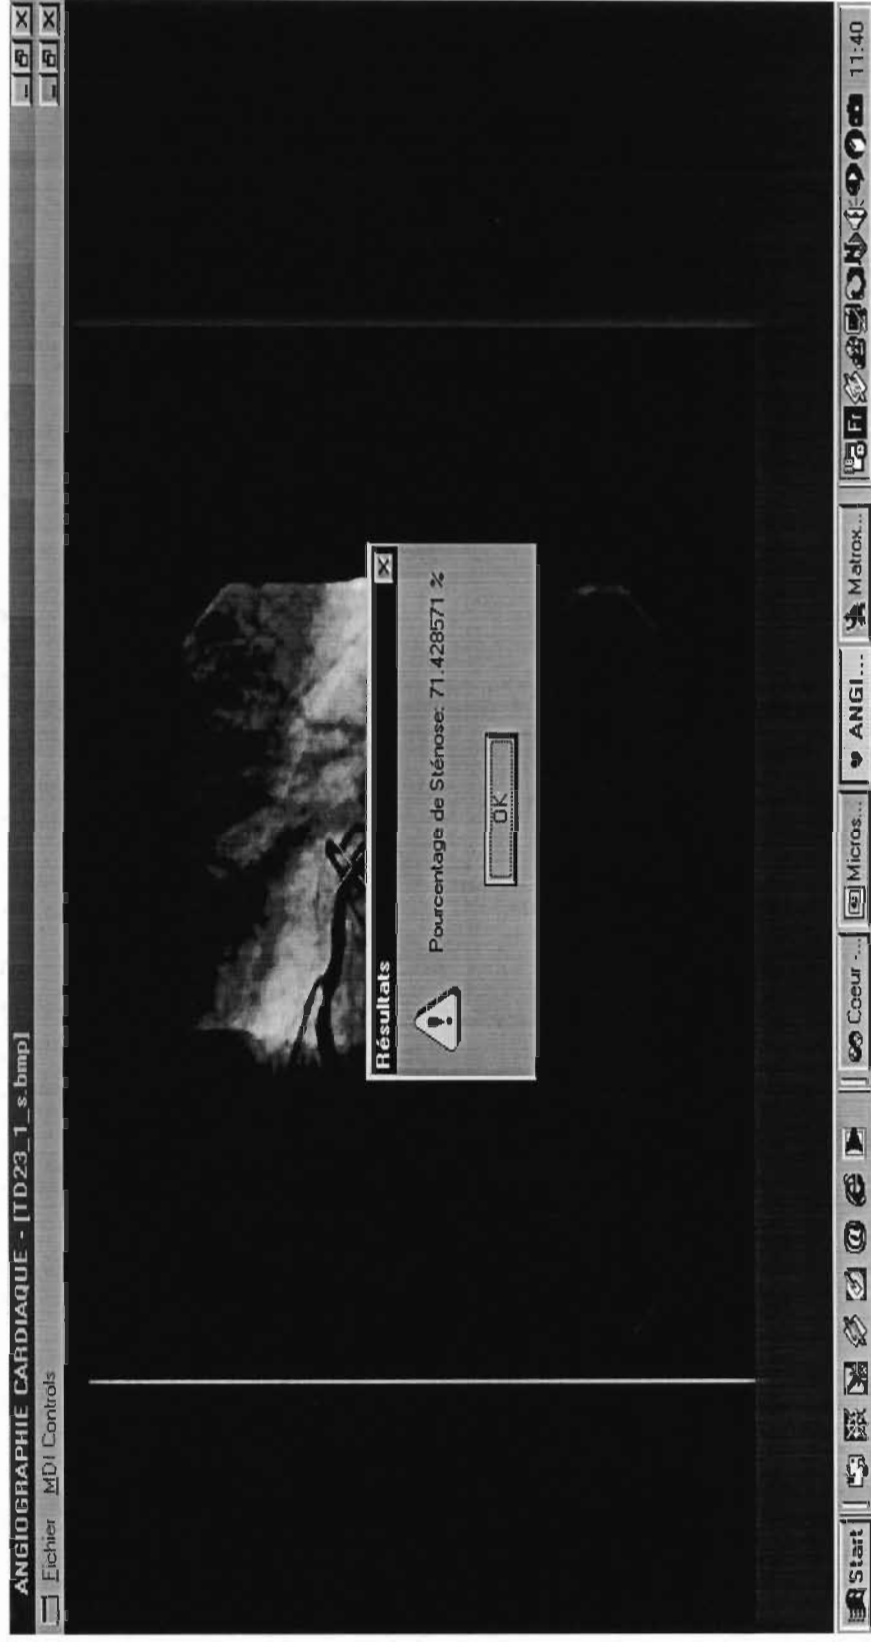 ANGIOGRAPHIE CARDIAQUE - [TD23_1_s.bmp]
Fichier MDI Controls
Résultats
Pourcentage de Sténose: 71.428571 %
OK
Start Coeur -... Micros... ANGI... Matrox... Fr 11:40